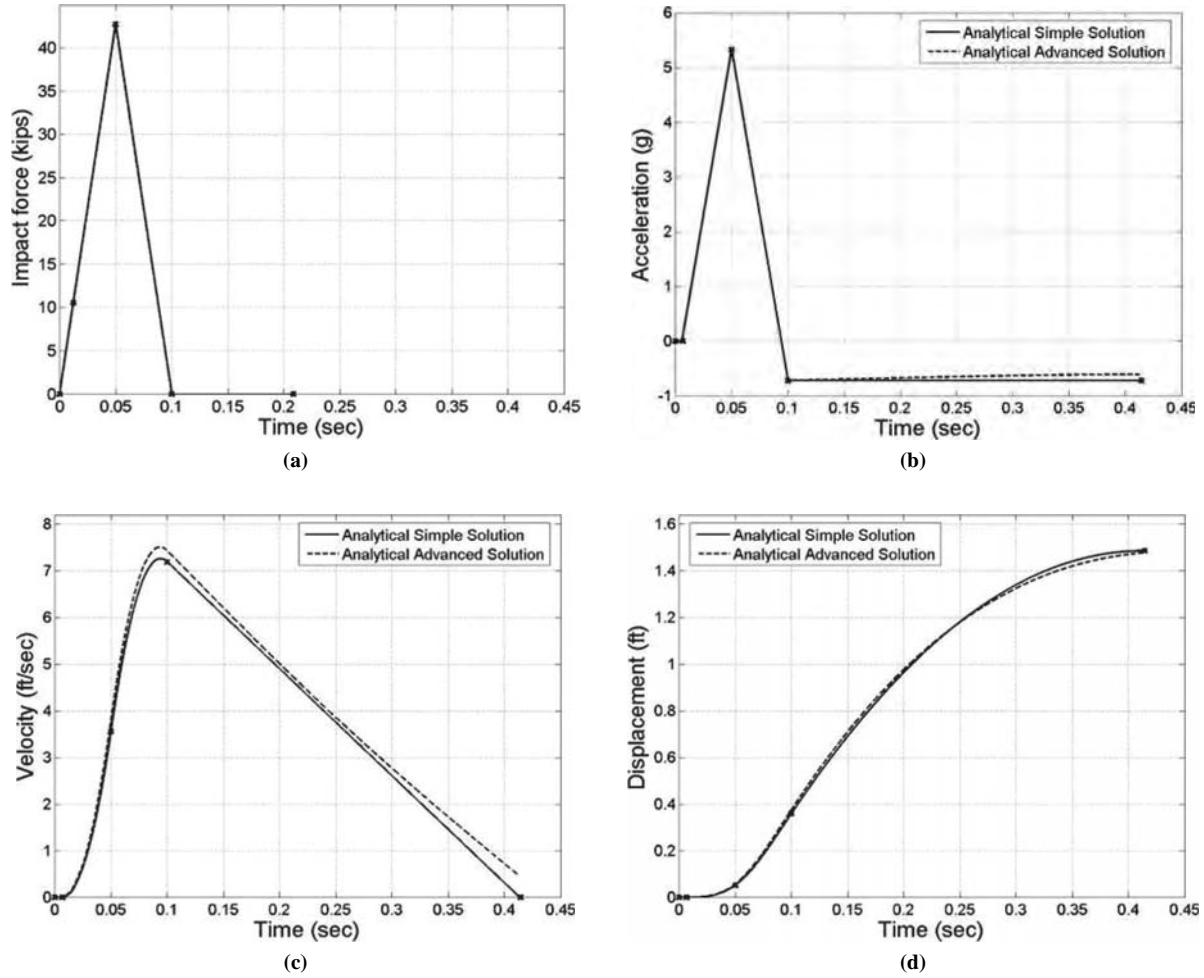 40
35
30
25
20
15
10
5
0
Impact force (kips)
0 0.05 0.1 0.15 0.2 0.25 0.3 0.35 0.4 0.45
Time (sec)
(a)
6
5
4
3
2
1
0
-1
Acceleration (g)
Analytical Simple Solution
Analytical Advanced Solution
0 0.05 0.1 0.15 0.2 0.25 0.3 0.35 0.4 0.45
Time (sec)
(b)
8
7
6
5
4
3
2
1
0
Velocity (ft/sec)
Analytical Simple Solution
Analytical Advanced Solution
0 0.05 0.1 0.15 0.2 0.25 0.3 0.35 0.4 0.45
Time (sec)
(c)
1.6
1.4
1.2
1
0.8
0.6
0.4
0.2
0
Displacement (ft)
Analytical Simple Solution
Analytical Advanced Solution
0 0.05 0.1 0.15 0.2 0.25 0.3 0.35 0.4 0.45
Time (sec)
(d)